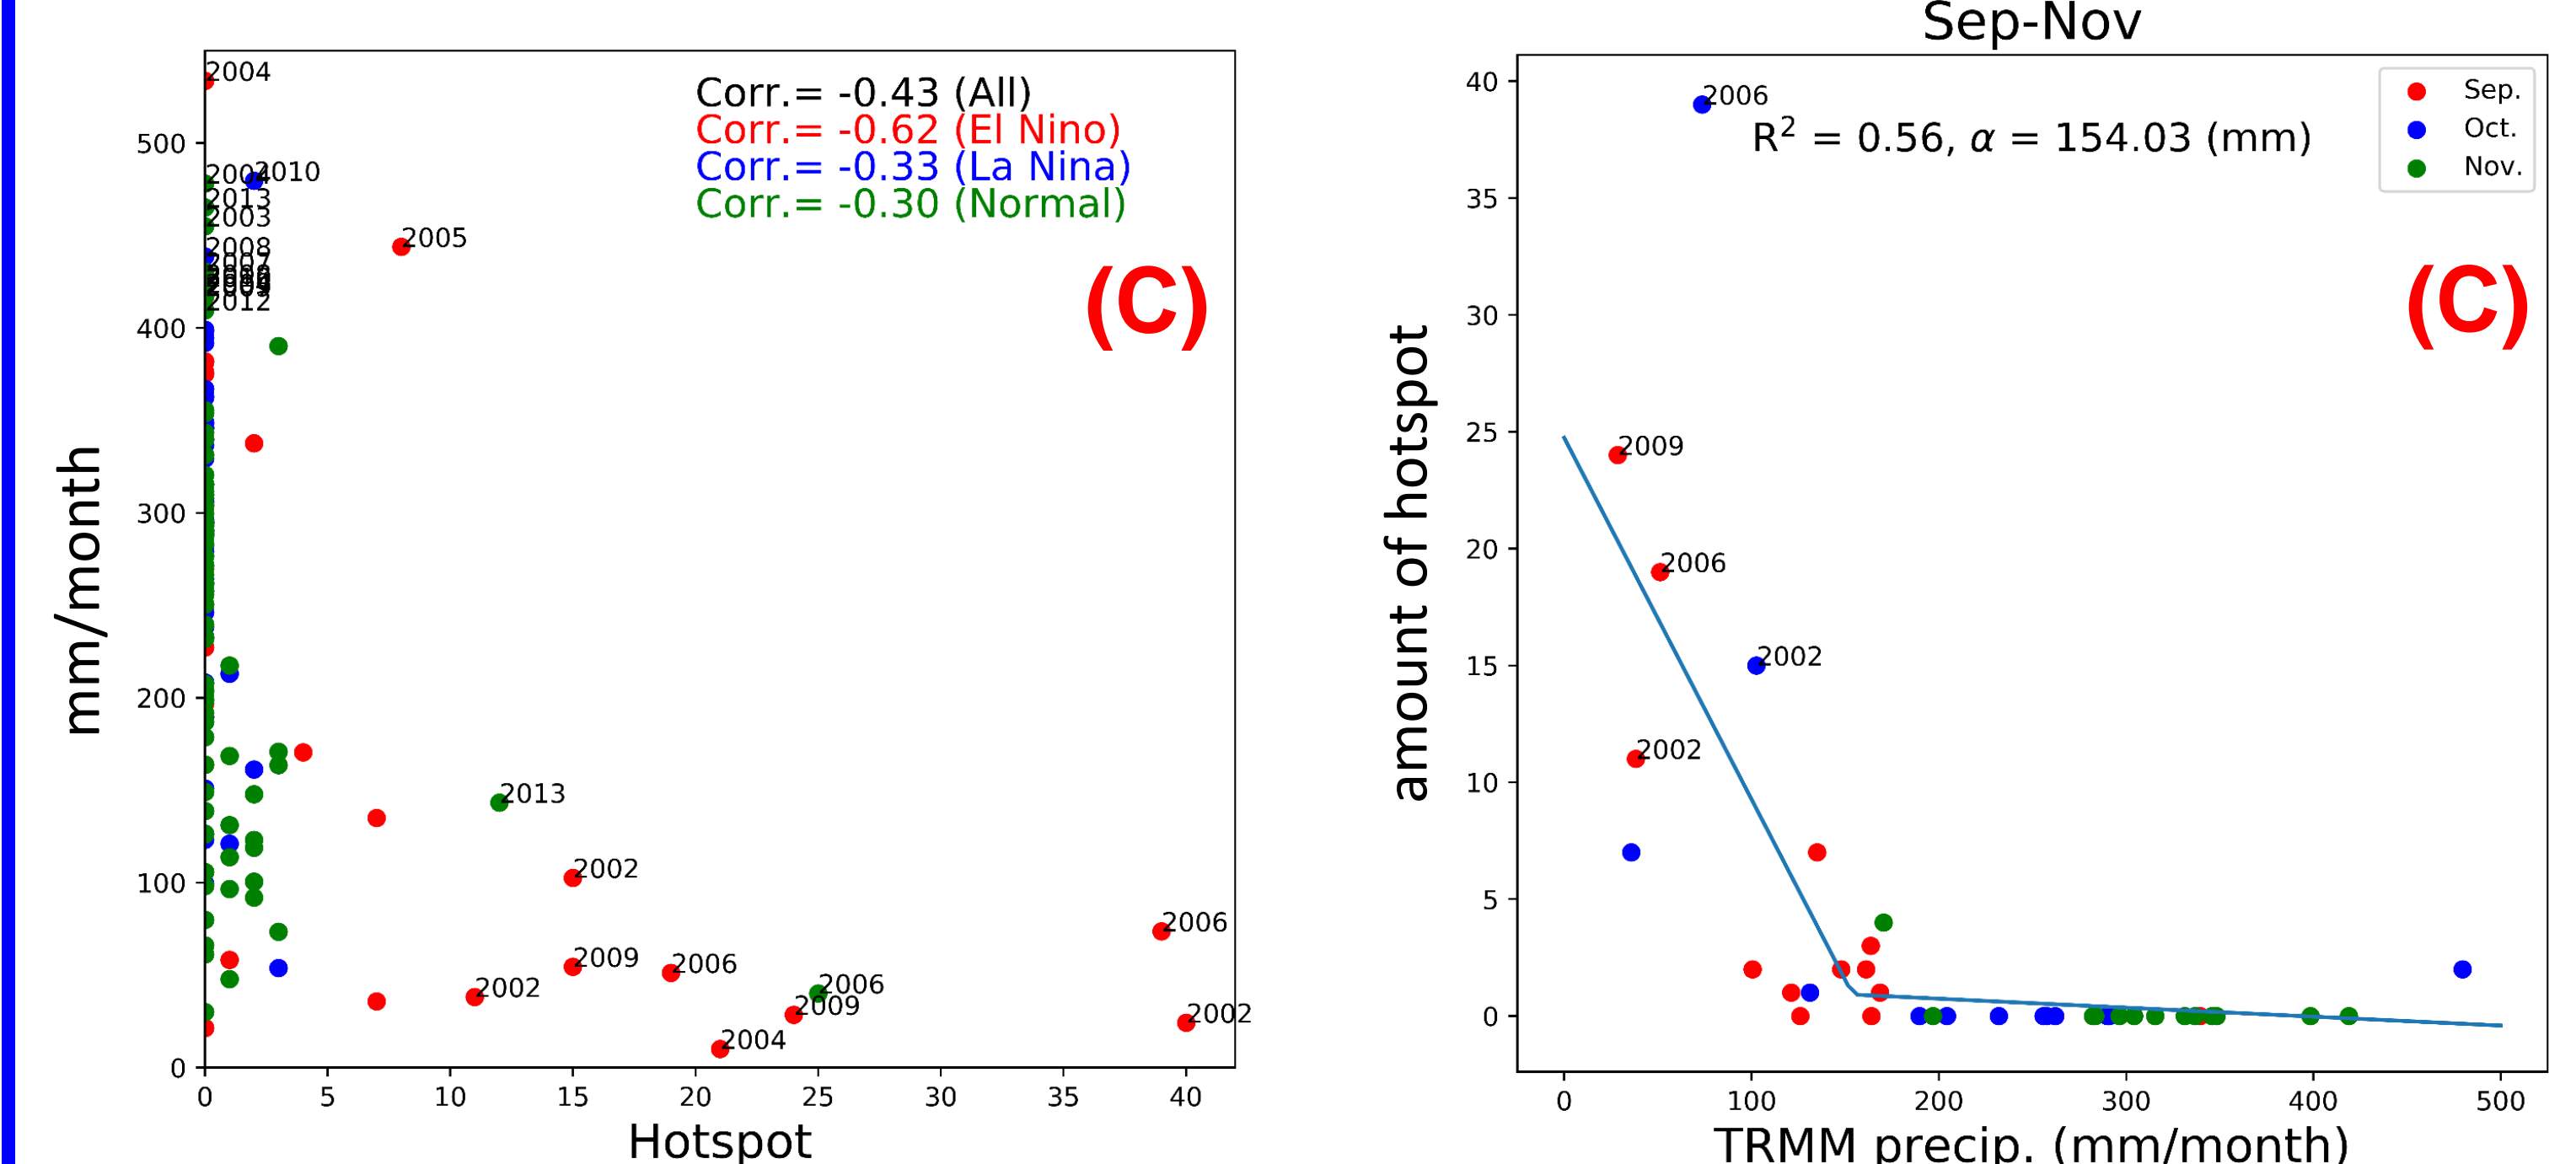 2004
Corr.= -0.43 (All)
Corr.= -0.62 (El Nino)
Corr.= -0.33 (La Nina)
Corr.= -0.30 (Normal)
500
2010
2013
2003
2008
2005
2007
2012
(C)
400
300
200
100
0
2013
2002
2006
2009
2006
2002
2006
2009
2002
2004
0 5 10 15 20 25 30 35 40
mm/month
Hotspot
Sep-Nov
40
35
30
25
20
15
10
5
0
2006
R² = 0.56, α = 154.03 (mm)
Sep.
Oct.
Nov.
(C)
2009
2006
2002
2002
0 100 200 300 400 500
amount of hotspot
TRMM precip. (mm/month)